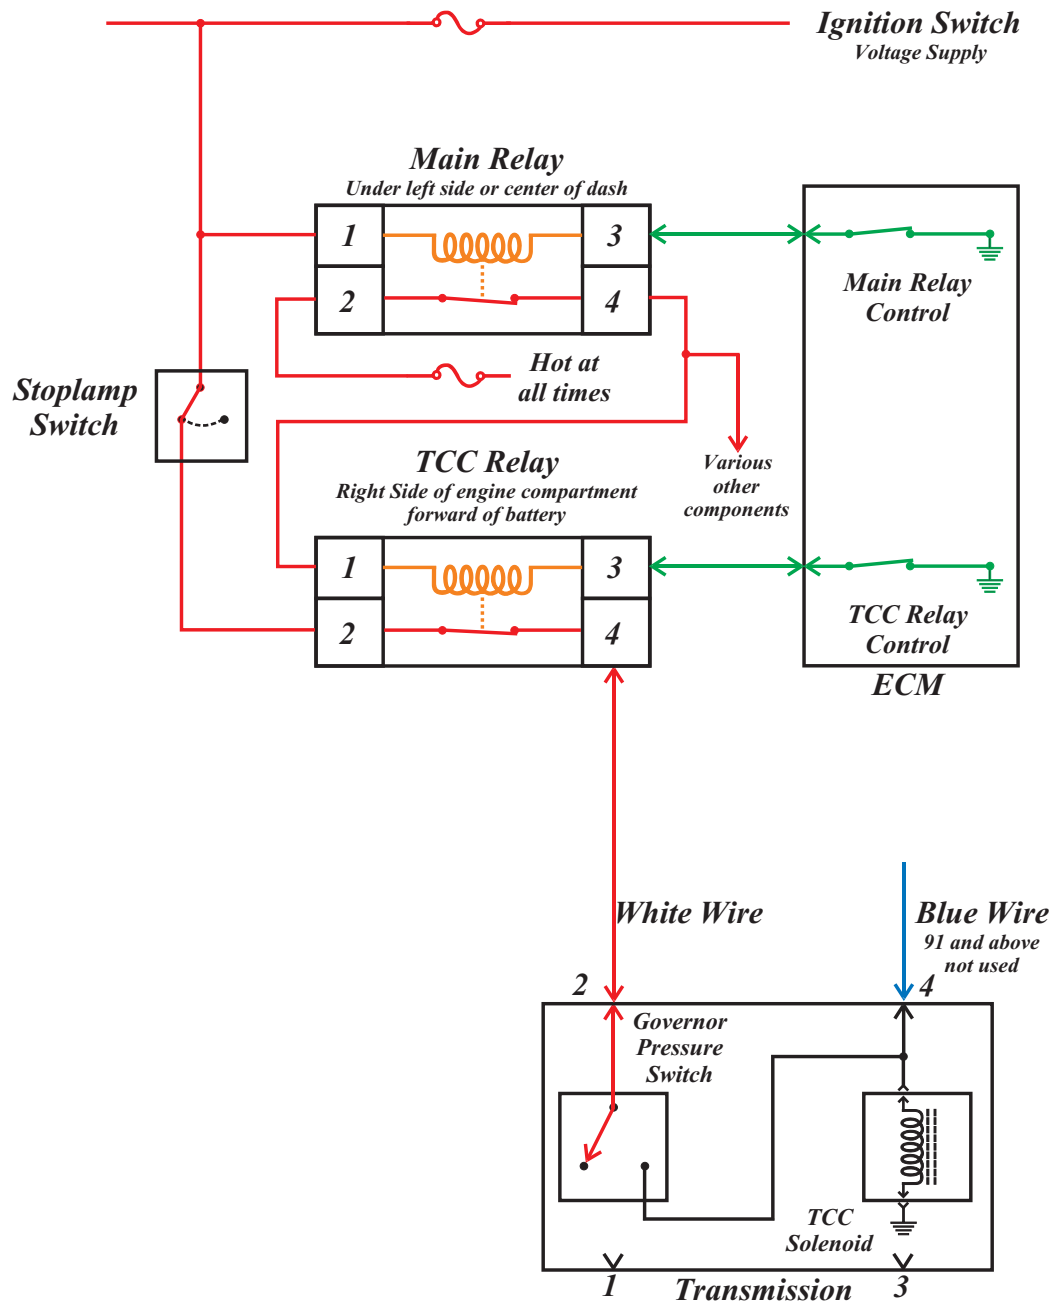 Ignition Switch
Voltage Supply
Main Relay
Under left side or center of dash
1
3
2
4
Main Relay
Control
Hot at
all times
Stoplamp
Switch
TCC Relay
Right Side of engine compartment
forward of battery
Various
other
components
1
3
2
4
TCC Relay
Control
ECM
White Wire
Blue Wire
91 and above
not used
2
4
Governor
Pressure
Switch
TCC
Solenoid
1
Transmission
3